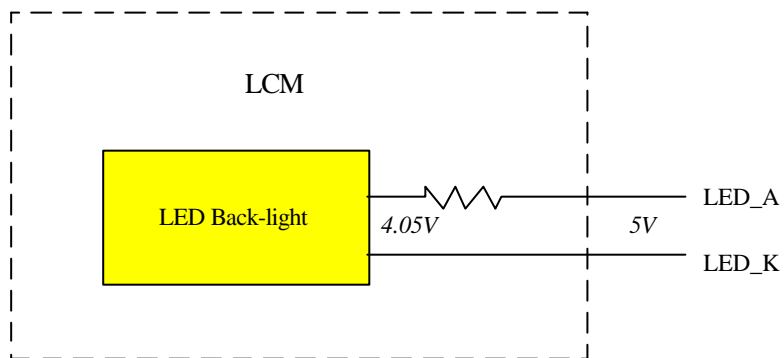 LCM
LED Back-light
4.05V
5V
LED_A
LED_K